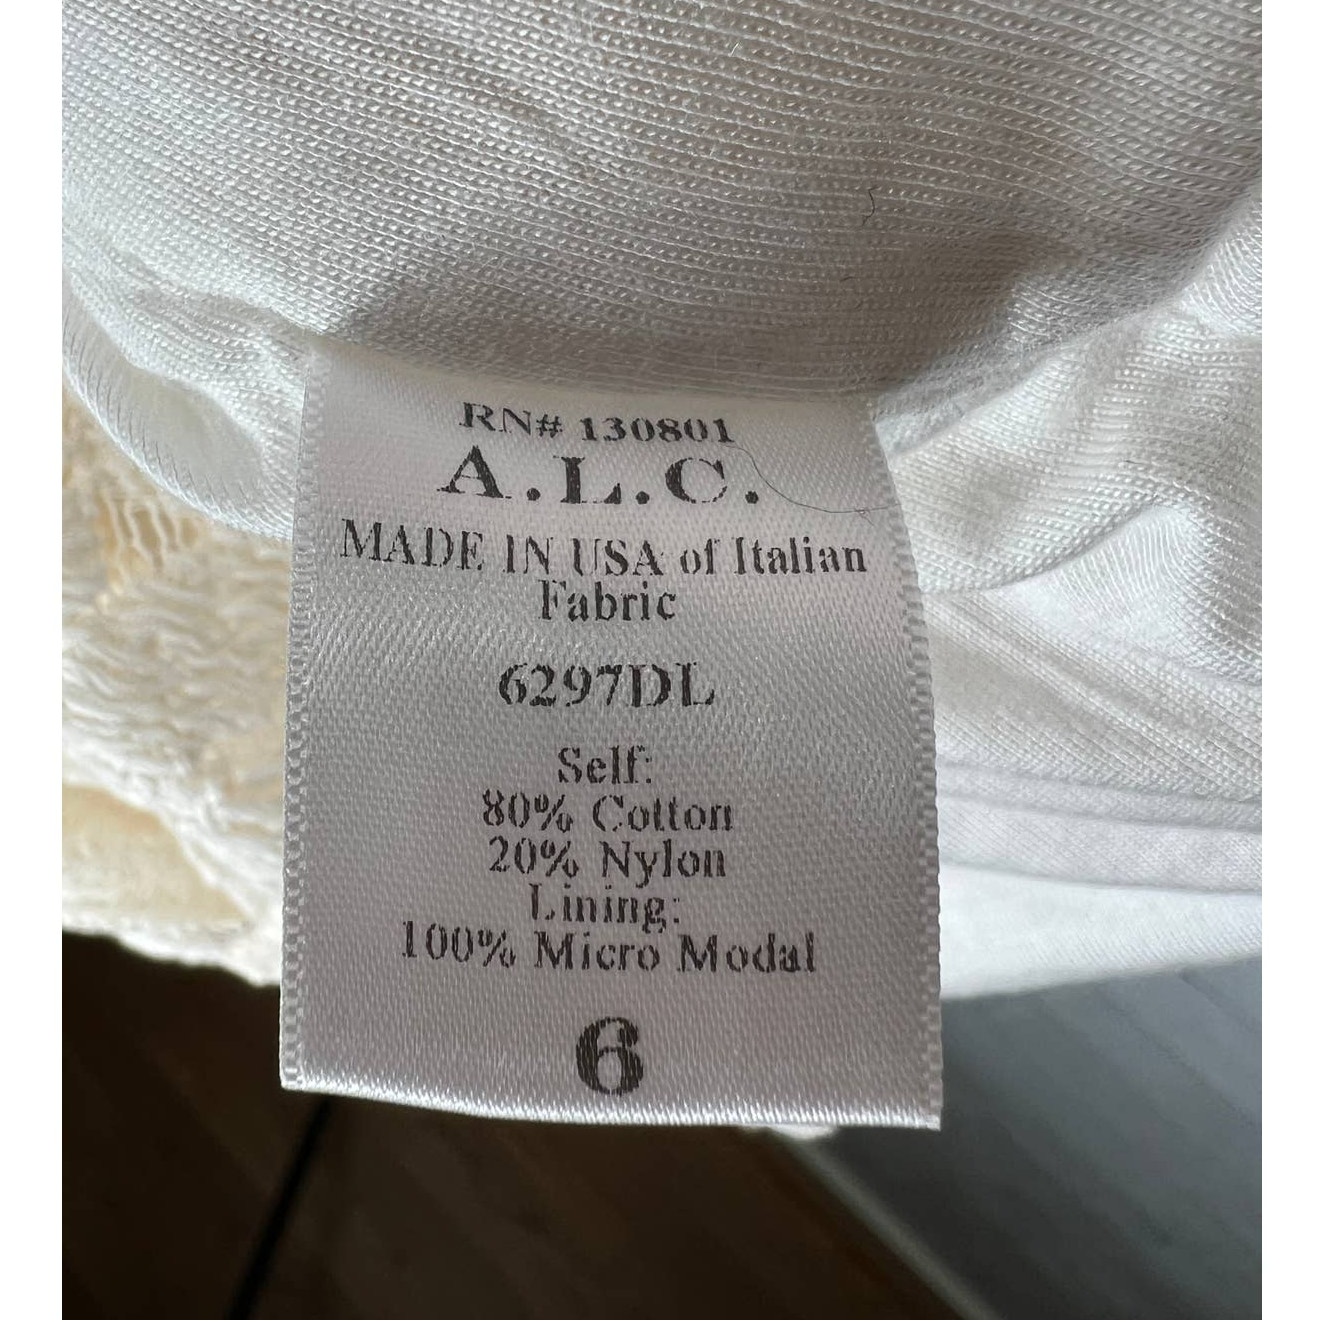 RN# 130801
A.L.C.
MADE IN USA of Italian
Fabric
6297DL
Self:
80% Cotton
20% Nylon
Lining:
100% Micro Modal
6